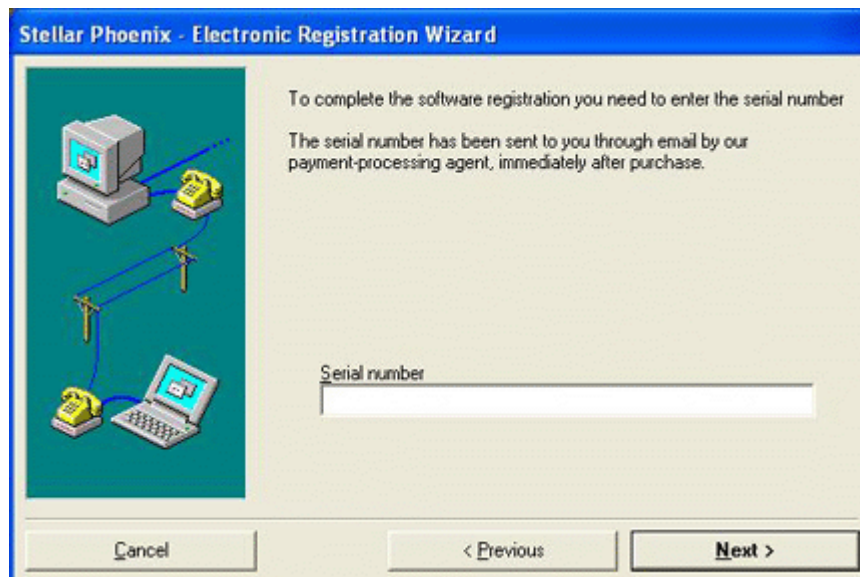 Stellar Phoenix - Electronic Registration Wizard
To complete the software registration you need to enter the serial number
The serial number has been sent to you through email by our
payment-processing agent, immediately after purchase.
Serial number
Cancel
< Previous
Next >